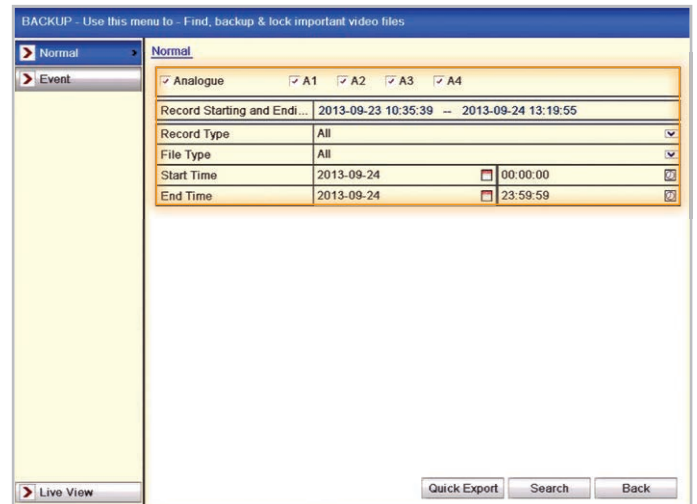 BACKUP - Use this menu to - Find, backup & lock important video files
Normal
Event
Live View
Normal
Analogue A1 A2 A3 A4
Record Starting and Endi... 2013-09-23 10:35:39 -- 2013-09-24 13:19:55
Record Type All
File Type All
Start Time 2013-09-24 00:00:00
End Time 2013-09-24 23:59:59
Quick Export Search Back